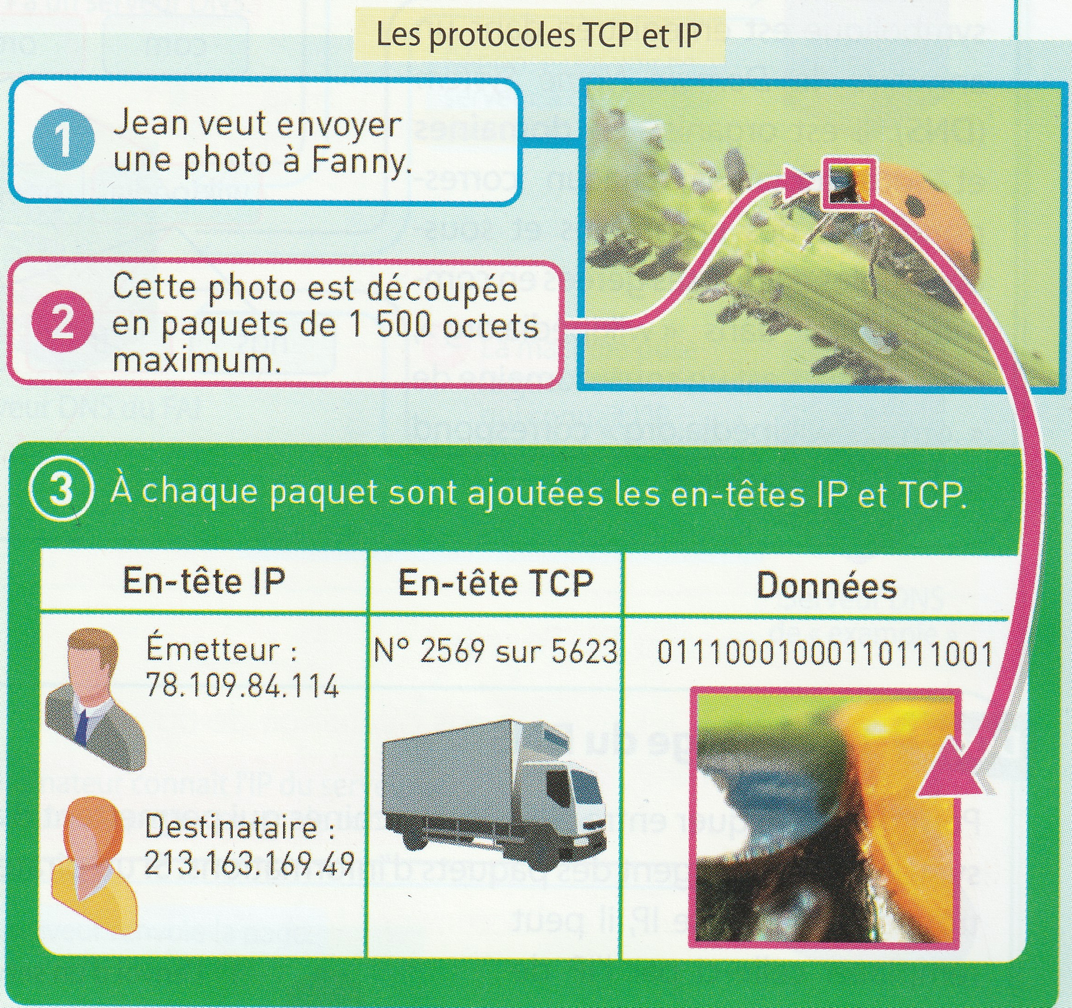 Les protocoles TCP et IP
1
Jean veut envoyer
une photo à Fanny.
2
Cette photo est découpée
en paquets de 1 500 octets
maximum.
3
À chaque paquet sont ajoutées les en-têtes IP et TCP.
En-tête IP
En-tête TCP
Données
Émetteur :
78.109.84.114
N° 2569 sur 5623
01110001000110111001
Destinataire :
213.163.169.49